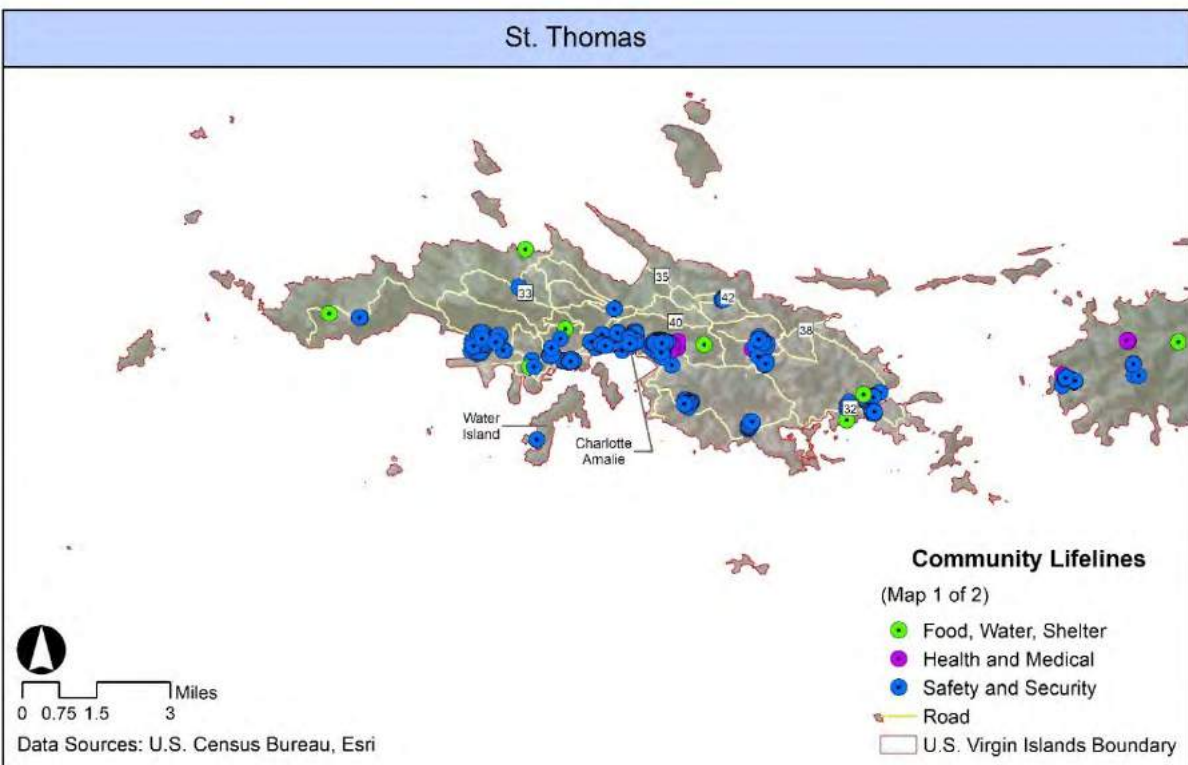 St. Thomas
35
33
42
40
38
32
Water
Island
Charlotte
Amalie
Community Lifelines
(Map 1 of 2)
Food, Water, Shelter
Health and Medical
Safety and Security
Road
U.S. Virgin Islands Boundary
Miles
0 0.75 1.5 3
Data Sources: U.S. Census Bureau, Esri